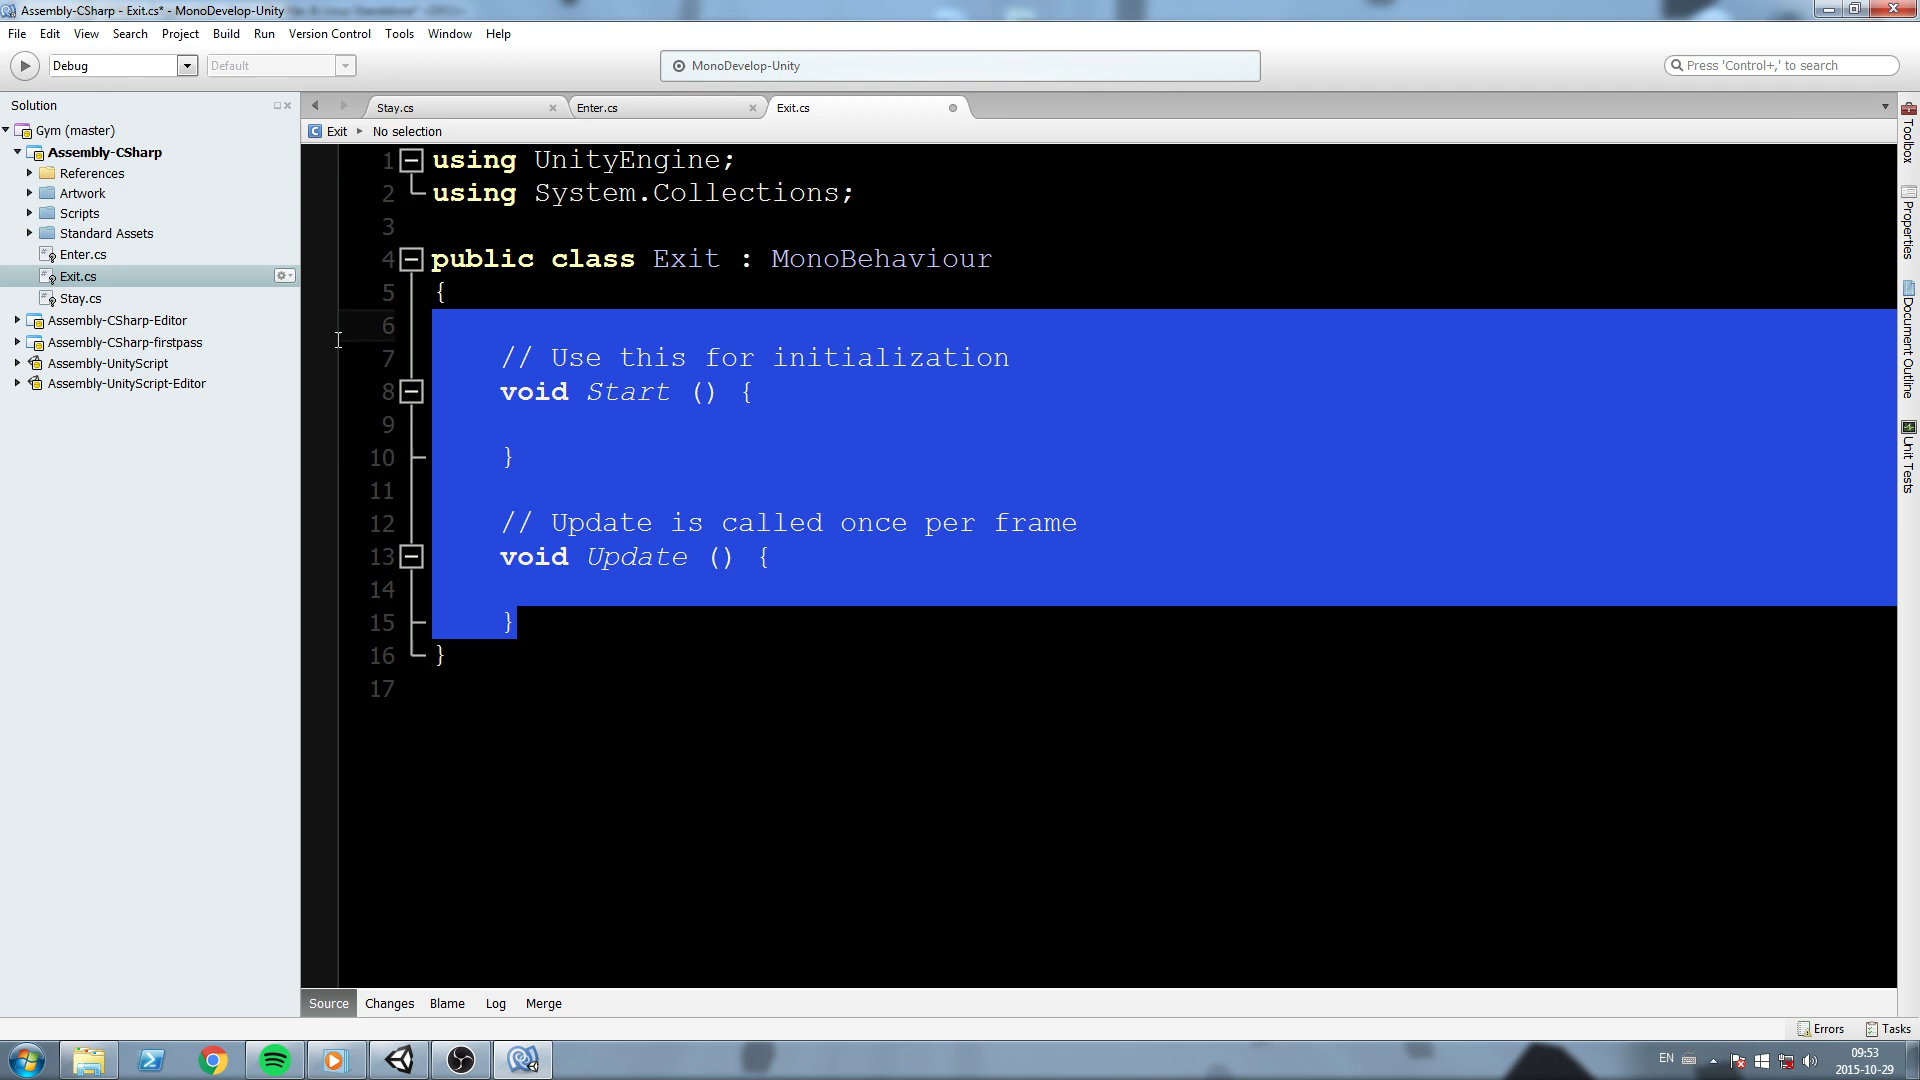 Assembly-CSharp - Exit.cs* - MonoDevelop-Unity
File Edit View Search Project Build Run Version Control Tools Window Help
Debug
Default
MonoDevelop-Unity
Press 'Control+,' to search
Solution
Gym (master)
Assembly-CSharp
References
Artwork
Scripts
Standard Assets
Enter.cs
Exit.cs
Stay.cs
Assembly-CSharp-Editor
Assembly-CSharp-firstpass
Assembly-UnityScript
Assembly-UnityScript-Editor
Stay.cs
Enter.cs
Exit.cs
Exit
No selection
1 using UnityEngine;
2 using System.Collections;
3
4 public class Exit : MonoBehaviour
5 {
6
7 // Use this for initialization
8 void Start () {
9
10 }
11
12 // Update is called once per frame
13 void Update () {
14
15 }
16 }
17
Toolbox
Properties
Document Outline
Unit Tests
Source Changes Blame Log Merge
Errors Tasks
EN
09:53
2015-10-29